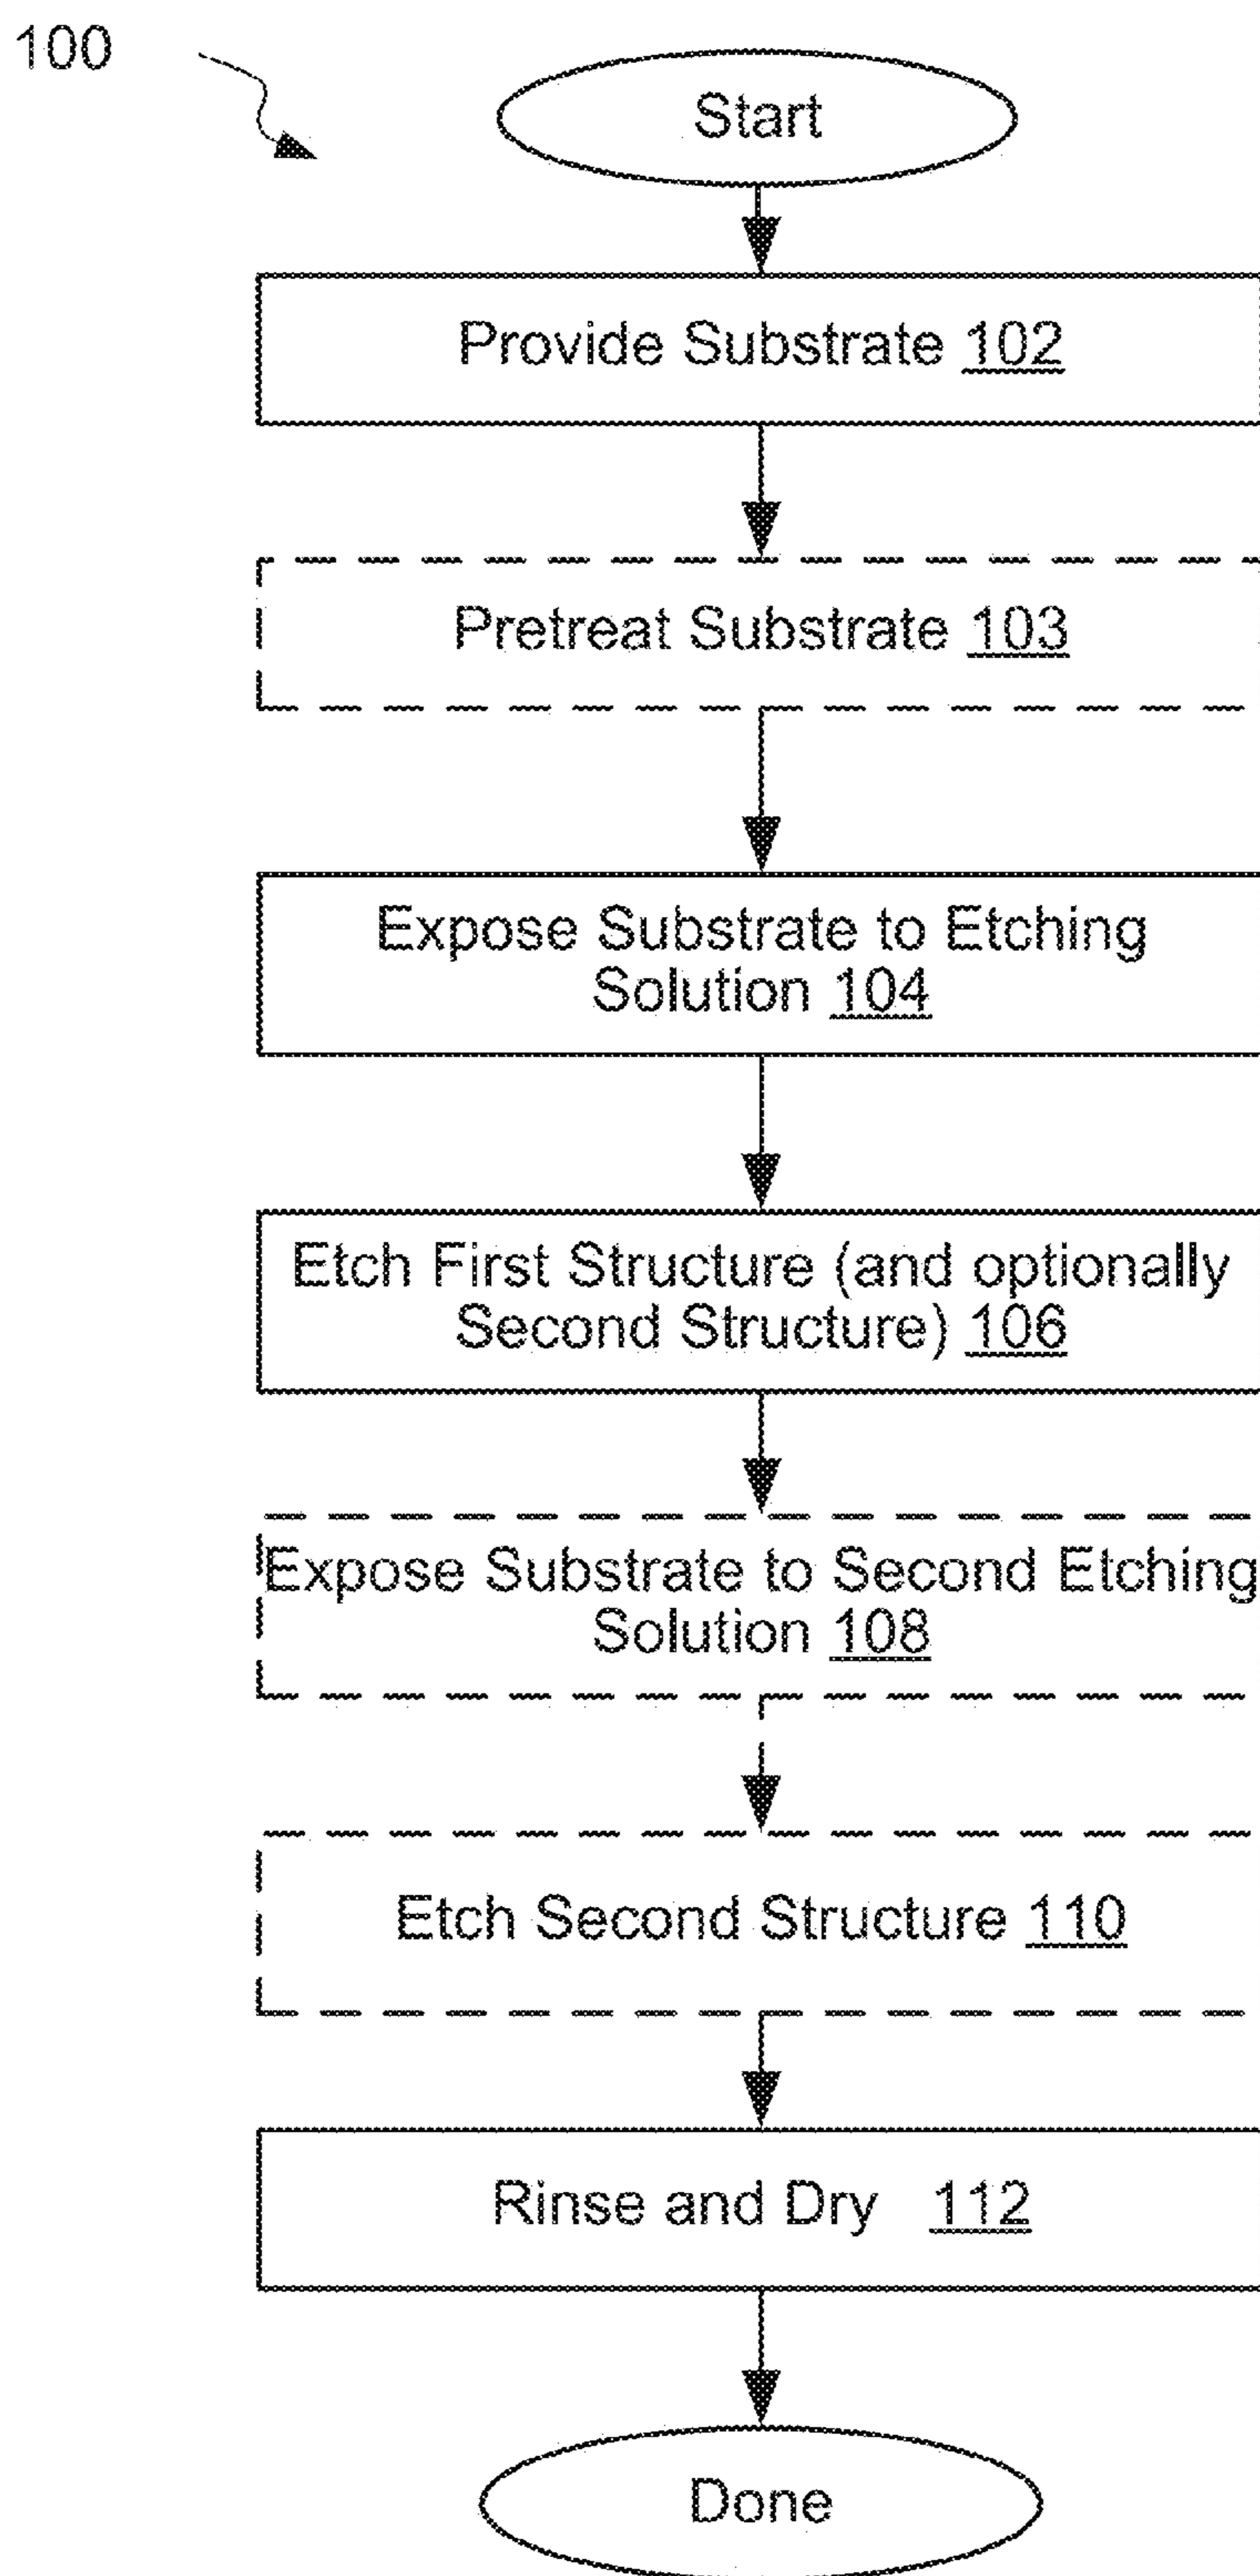 100
Start
Provide Substrate 102
Pretreat Substrate 103
Expose Substrate to Etching
Solution 104
Etch First Structure (and optionally
Second Structure) 106
Expose Substrate to Second Etching
Solution 108
Etch Second Structure 110
Rinse and Dry 112
Done